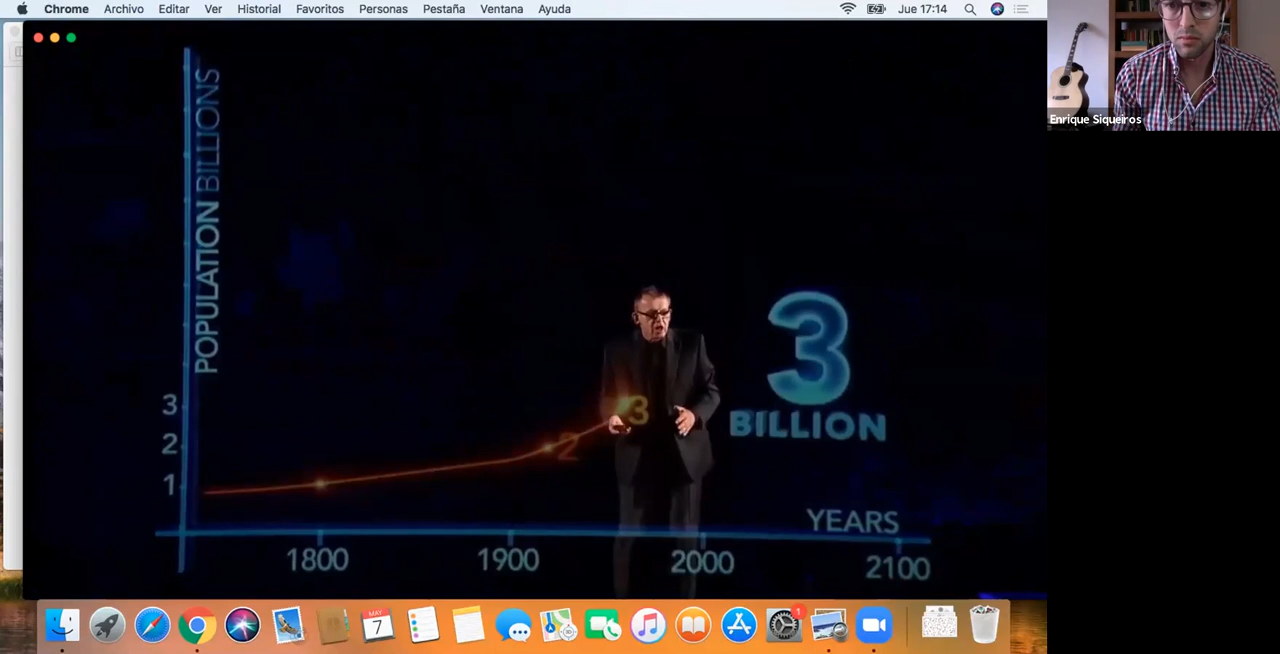 Chrome Archivo Editar Ver Historial Favoritos Personas Pestaña Ventana Ayuda Jue 17:14
Enrique Siqueiros
POPULATION BILLIONS
3
2
1
3
2
3
BILLION
YEARS
1800 1900 2000 2100
MAY
7
1